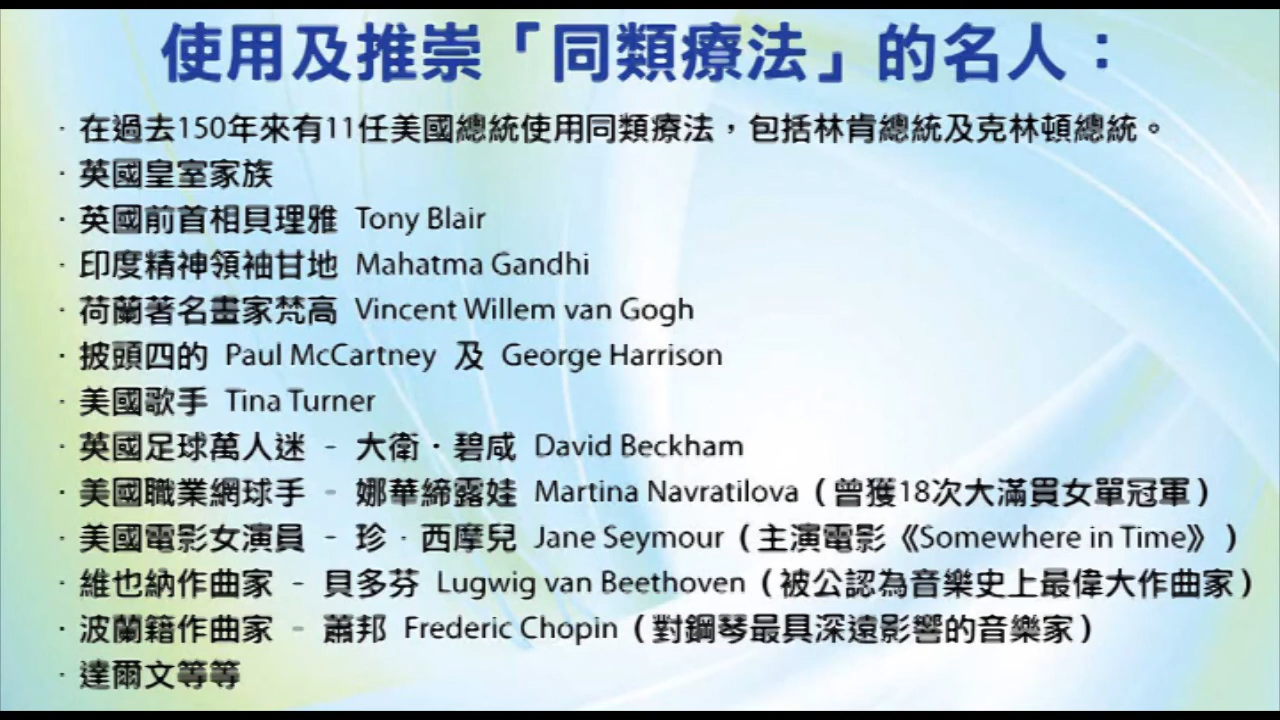 使用及推崇「同類療法」的名人：
· 在過去150年來有11任美國總統使用同類療法，包括林肯總統及克林頓總統。
· 英國皇室家族
· 英國前首相貝理雅 Tony Blair
· 印度精神領袖甘地 Mahatma Gandhi
· 荷蘭著名畫家梵高 Vincent Willem van Gogh
· 披頭四的 Paul McCartney 及 George Harrison
· 美國歌手 Tina Turner
· 英國足球萬人迷 - 大衛・碧咸 David Beckham
· 美國職業網球手 - 娜華締露娃 Martina Navratilova（曾獲18次大滿貫女單冠軍）
· 美國電影女演員 - 珍・西摩兒 Jane Seymour（主演電影《Somewhere in Time》）
· 維也納作曲家 - 貝多芬 Lugwig van Beethoven（被公認為音樂史上最偉大作曲家）
· 波蘭籍作曲家 - 蕭邦 Frederic Chopin（對鋼琴最具深遠影響的音樂家）
· 達爾文等等